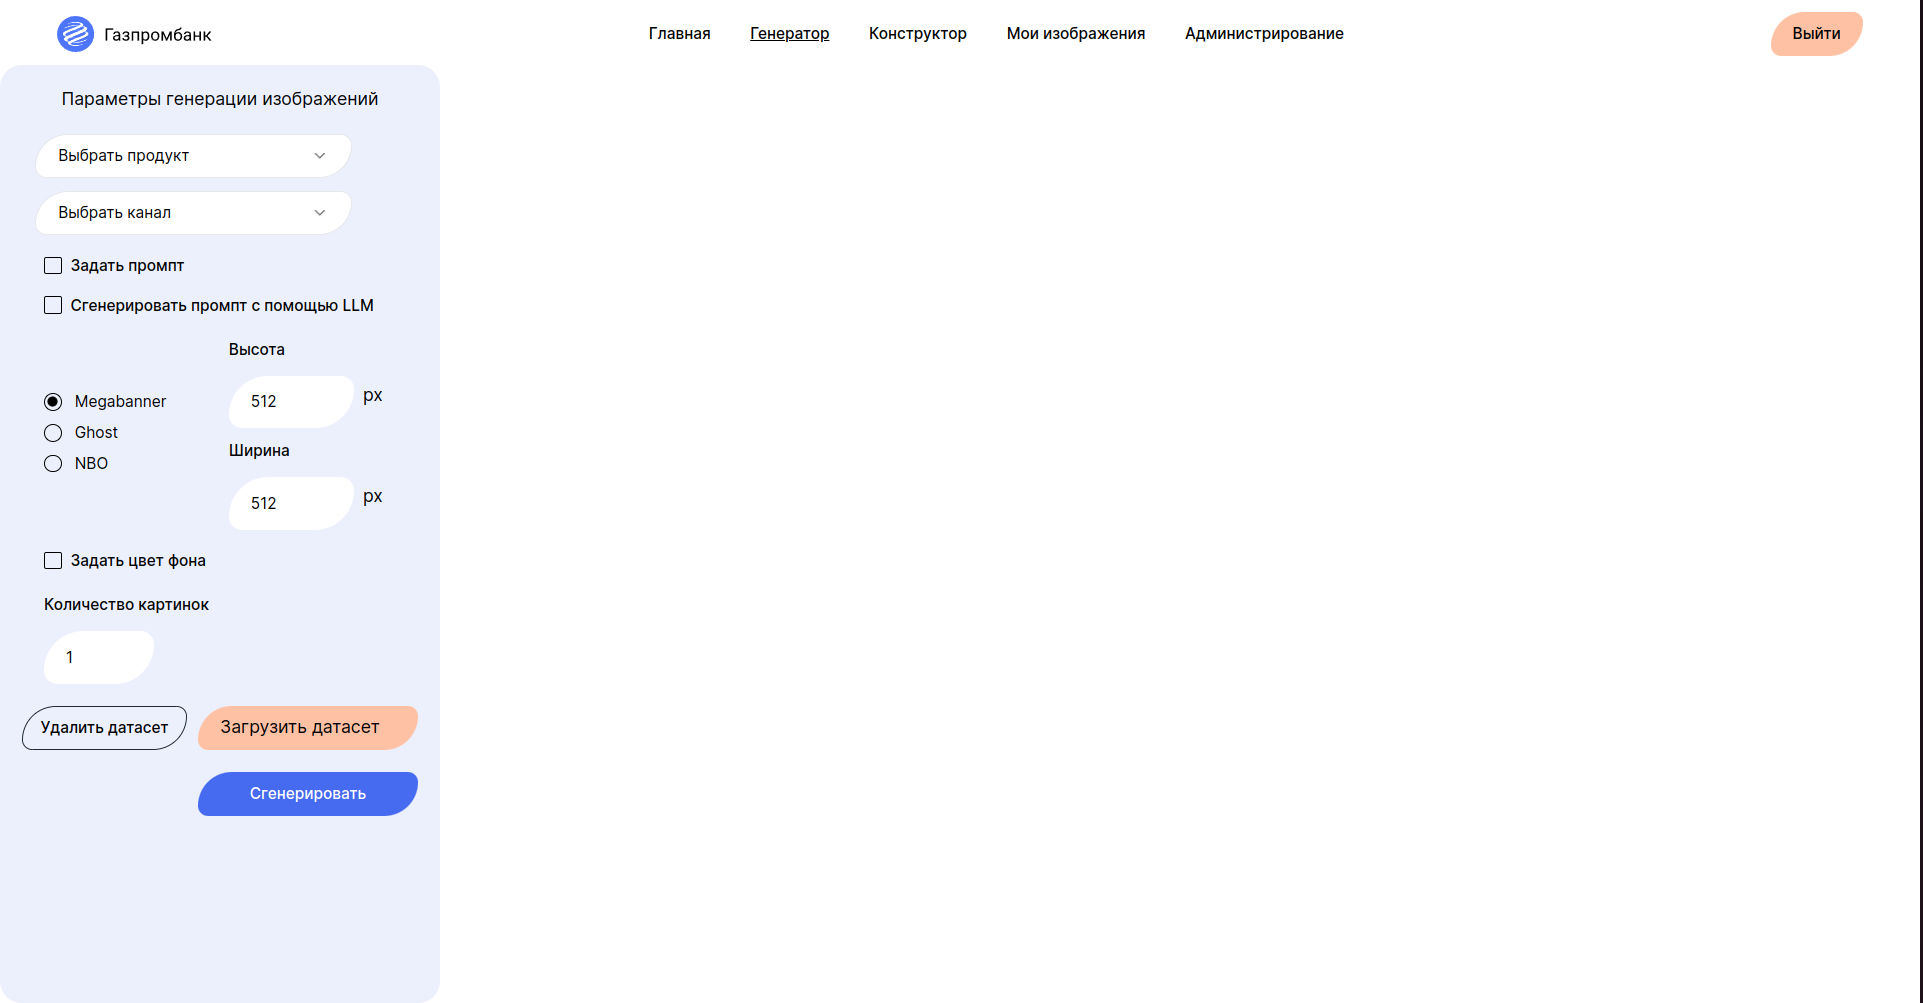 Газпромбанк
Главная Генератор Конструктор Мои изображения Администрирование
Выйти
Параметры генерации изображений
Выбрать продукт
Выбрать канал
Задать промпт
Сгенерировать промпт с помощью LLM
Высота
Megabanner
512 px
Ghost
Ширина
NBO
512 px
Задать цвет фона
Количество картинок
1
Удалить датасет Загрузить датасет
Сгенерировать